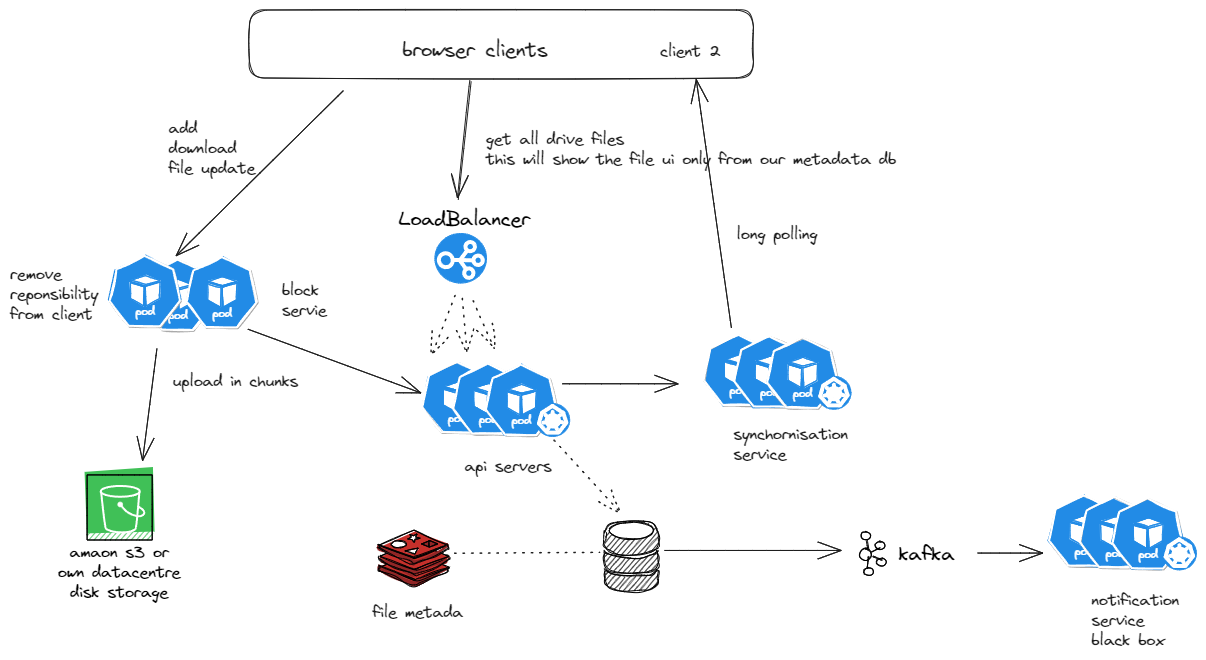 browser clients
client 2
add
download
file update
get all drive files
this will show the file ui only from our metadata db
LoadBalancer
long polling
remove
reponsibility
from client
pod
pod
pod
block
servie
upload in chunks
pod
pod
pod
pod
pod
pod
api servers
synchornisation
service
amaon s3 or
own datacentre
disk storage
file metada
kafka
pod
pod
pod
notification
service
black box